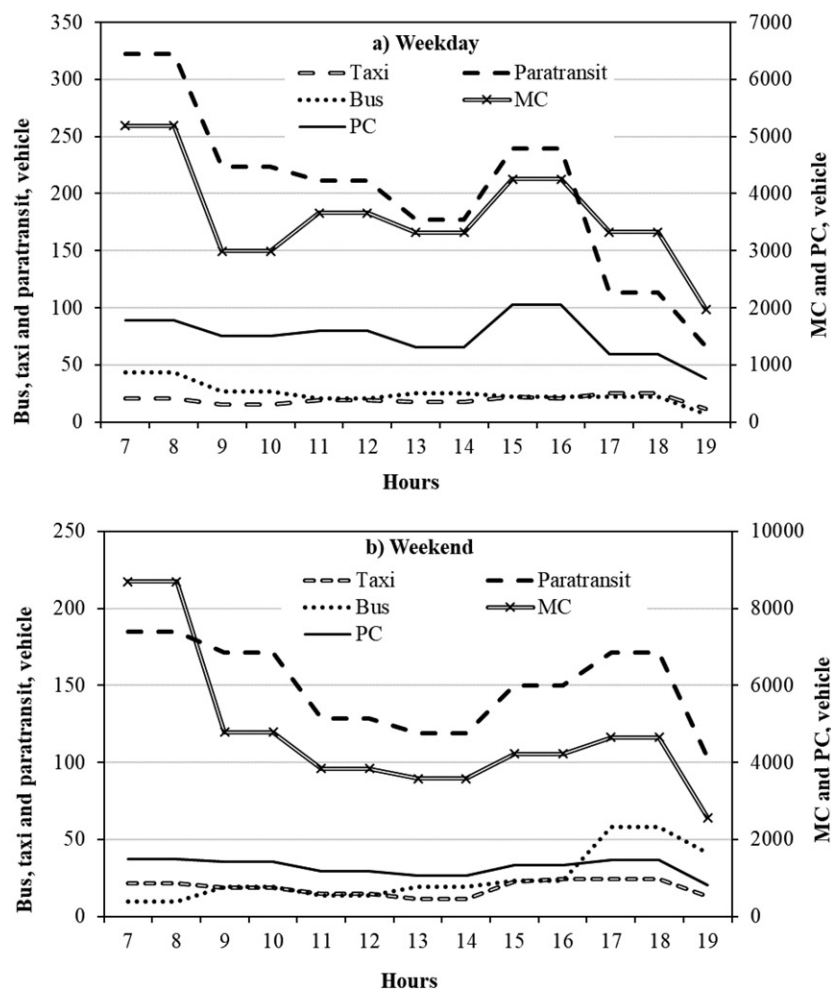 a) Weekday
Taxi
Paratransit
Bus
MC
PC
Bus, taxi and paratransit, vehicle
350
300
250
200
150
100
50
0
MC and PC, vehicle
7000
6000
5000
4000
3000
2000
1000
0
7 8 9 10 11 12 13 14 15 16 17 18 19
Hours
b) Weekend
Taxi
Paratransit
Bus
MC
PC
Bus, taxi and paratransit, vehicle
250
200
150
100
50
0
MC and PC, vehicle
10000
8000
6000
4000
2000
0
7 8 9 10 11 12 13 14 15 16 17 18 19
Hours